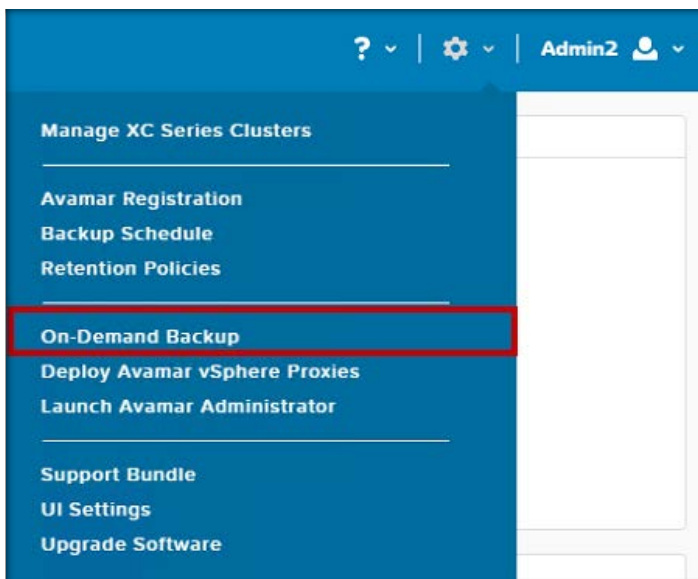 ? | | Admin2
Manage XC Series Clusters
Avamar Registration
Backup Schedule
Retention Policies
On-Demand Backup
Deploy Avamar vSphere Proxies
Launch Avamar Administrator
Support Bundle
UI Settings
Upgrade Software